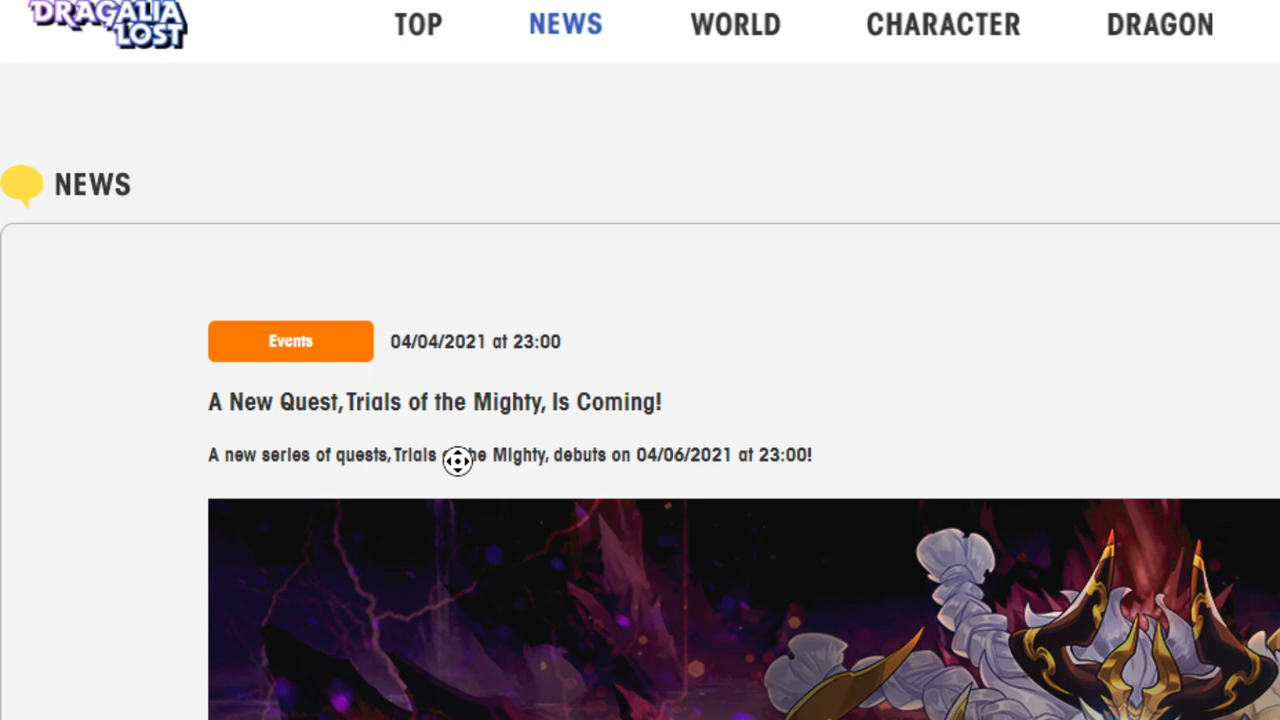 DRAGALIA
LOST
TOP NEWS WORLD CHARACTER DRAGON
NEWS
Events 04/04/2021 at 23:00
A New Quest, Trials of the Mighty, Is Coming!
A new series of quests, Trials of the Mighty, debuts on 04/06/2021 at 23:00!